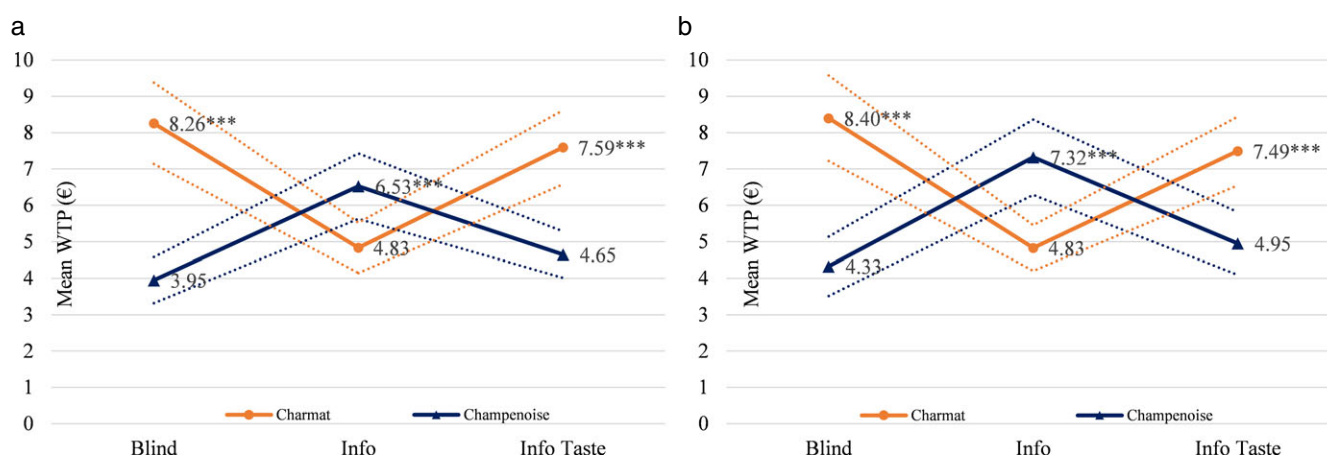 a
10
9
8
7
6
5
4
3
2
1
0
Mean WTP (€)
8.26***
3.95
6.53***
4.83
7.59***
4.65
Charmat
Champenoise
Blind
Info
Info Taste
b
10
9
8
7
6
5
4
3
2
1
0
Mean WTP (€)
8.40***
4.33
7.32***
4.83
7.49***
4.95
Charmat
Champenoise
Blind
Info
Info Taste